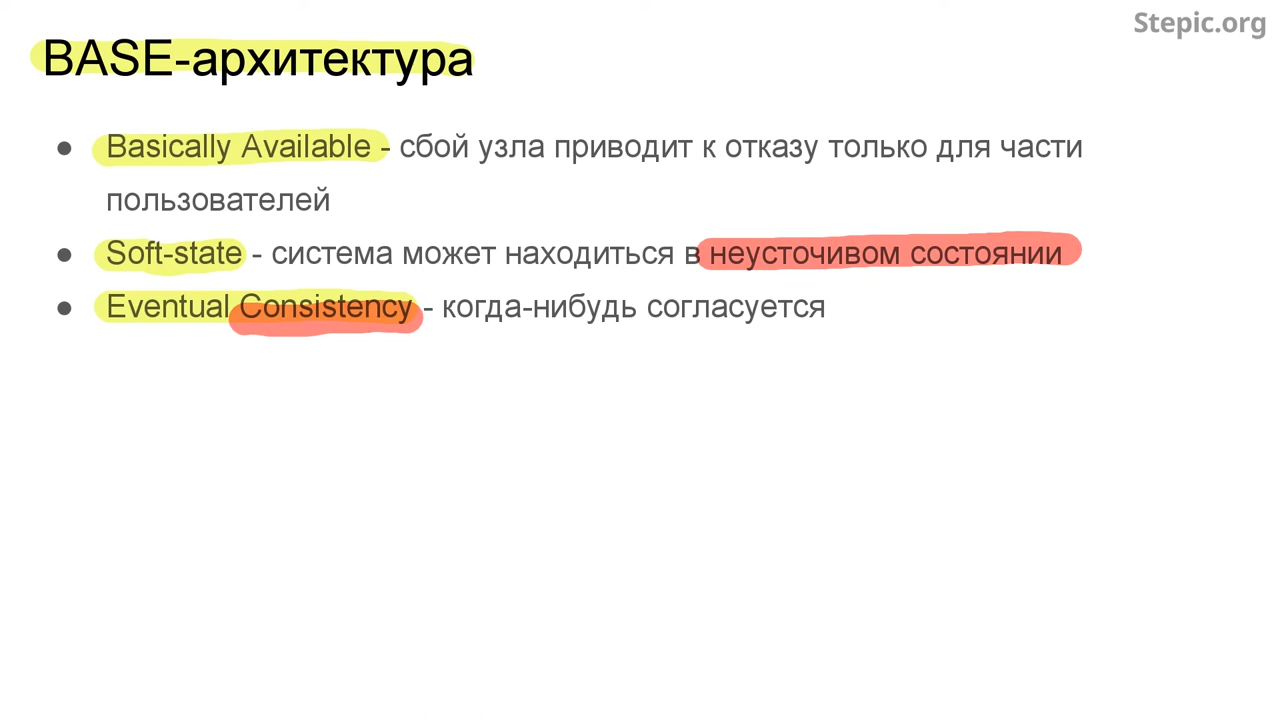 Stepic.org
BASE-архитектура
● Basically Available - сбой узла приводит к отказу только для части
пользователей
● Soft-state - система может находиться в неусточивом состоянии
● Eventual Consistency - когда-нибудь согласуется